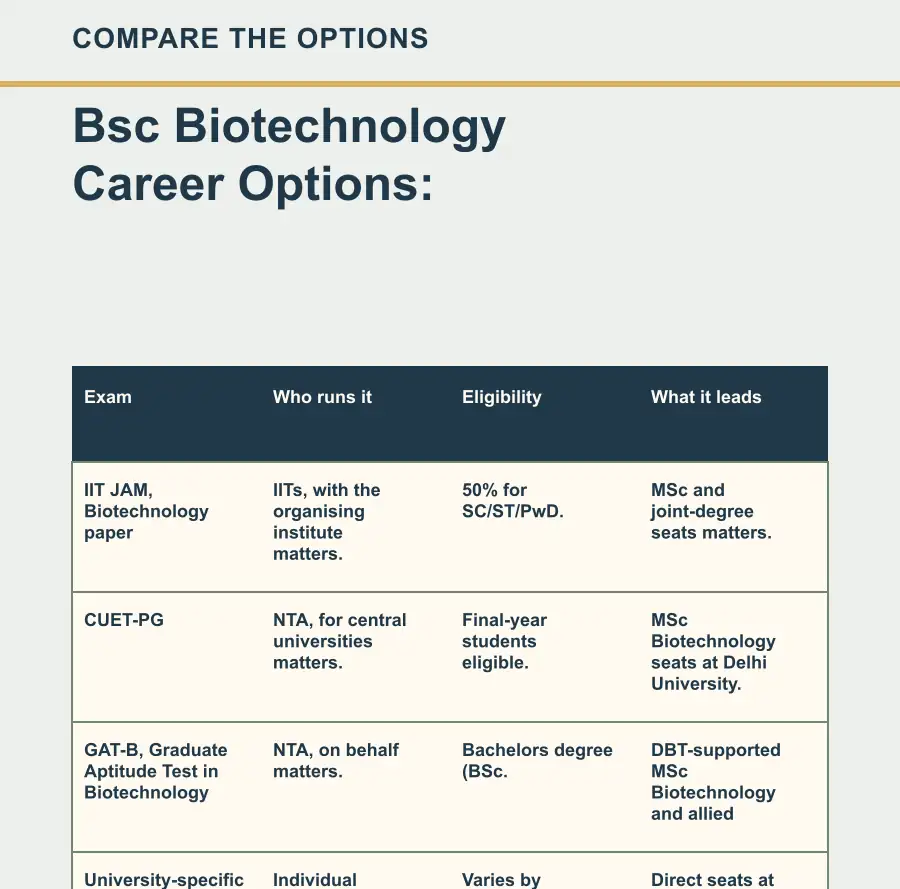 COMPARE THE OPTIONS
Bsc Biotechnology
Career Options:
Exam
Who runs it
Eligibility
What it leads
IIT JAM,
Biotechnology
paper
IITs, with the
organising
institute
matters.
50% for
SC/ST/PwD.
MSc and
joint-degree
seats matters.
CUET-PG
NTA, for central
universities
matters.
Final-year
students
eligible.
MSc
Biotechnology
seats at Delhi
University.
GAT-B, Graduate
Aptitude Test in
Biotechnology
NTA, on behalf
matters.
Bachelors degree
(BSc.
DBT-supported
MSc
Biotechnology
and allied
University-specific
Individual
Varies by
Direct seats at